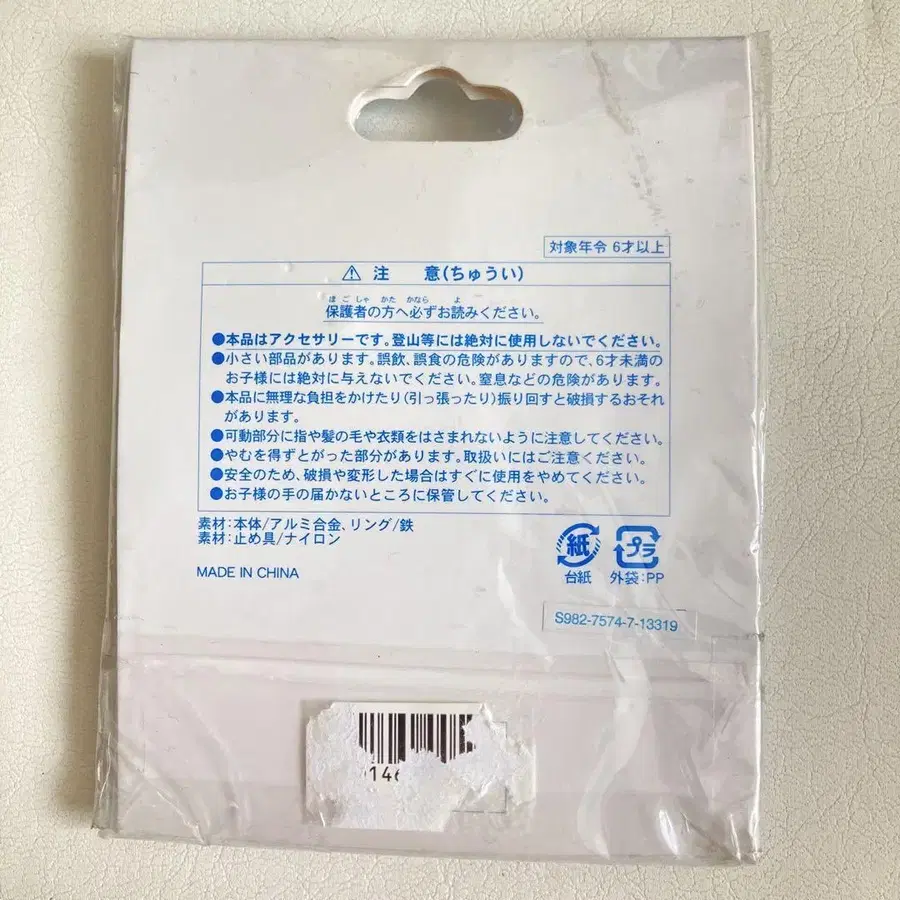 対象年令 6才以上
⚠ 注 意(ちゅうい)
ほごしゃ かた かなら よ
保護者の方へ必ずお読みください。
●本品はアクセサリーです。登山等には絶対に使用しないでください。
●小さい部品があります。誤飲、誤食の危険がありますので、6才未満の
お子様には絶対に与えないでください。窒息などの危険があります。
●本品に無理な負担をかけたり(引っ張ったり)振り回すと破損するおそれ
があります。
●可動部分に指や髪の毛や衣類をはさまれないように注意してください。
●やむを得ずとがった部分があります。取扱いにはご注意ください。
●安全のため、破損や変形した場合はすぐに使用をやめてください。
●お子様の手の届かないところに保管してください。
素材:本体/アルミ合金、リング/鉄
素材:止め具/ナイロン
紙 プラ
台紙 外袋:PP
MADE IN CHINA
S982-7574-7-13319